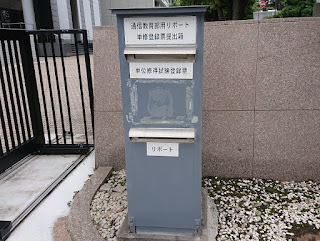 通信教育部用リポート
単修登録票提出箱
単位修得試験登録票
リポート